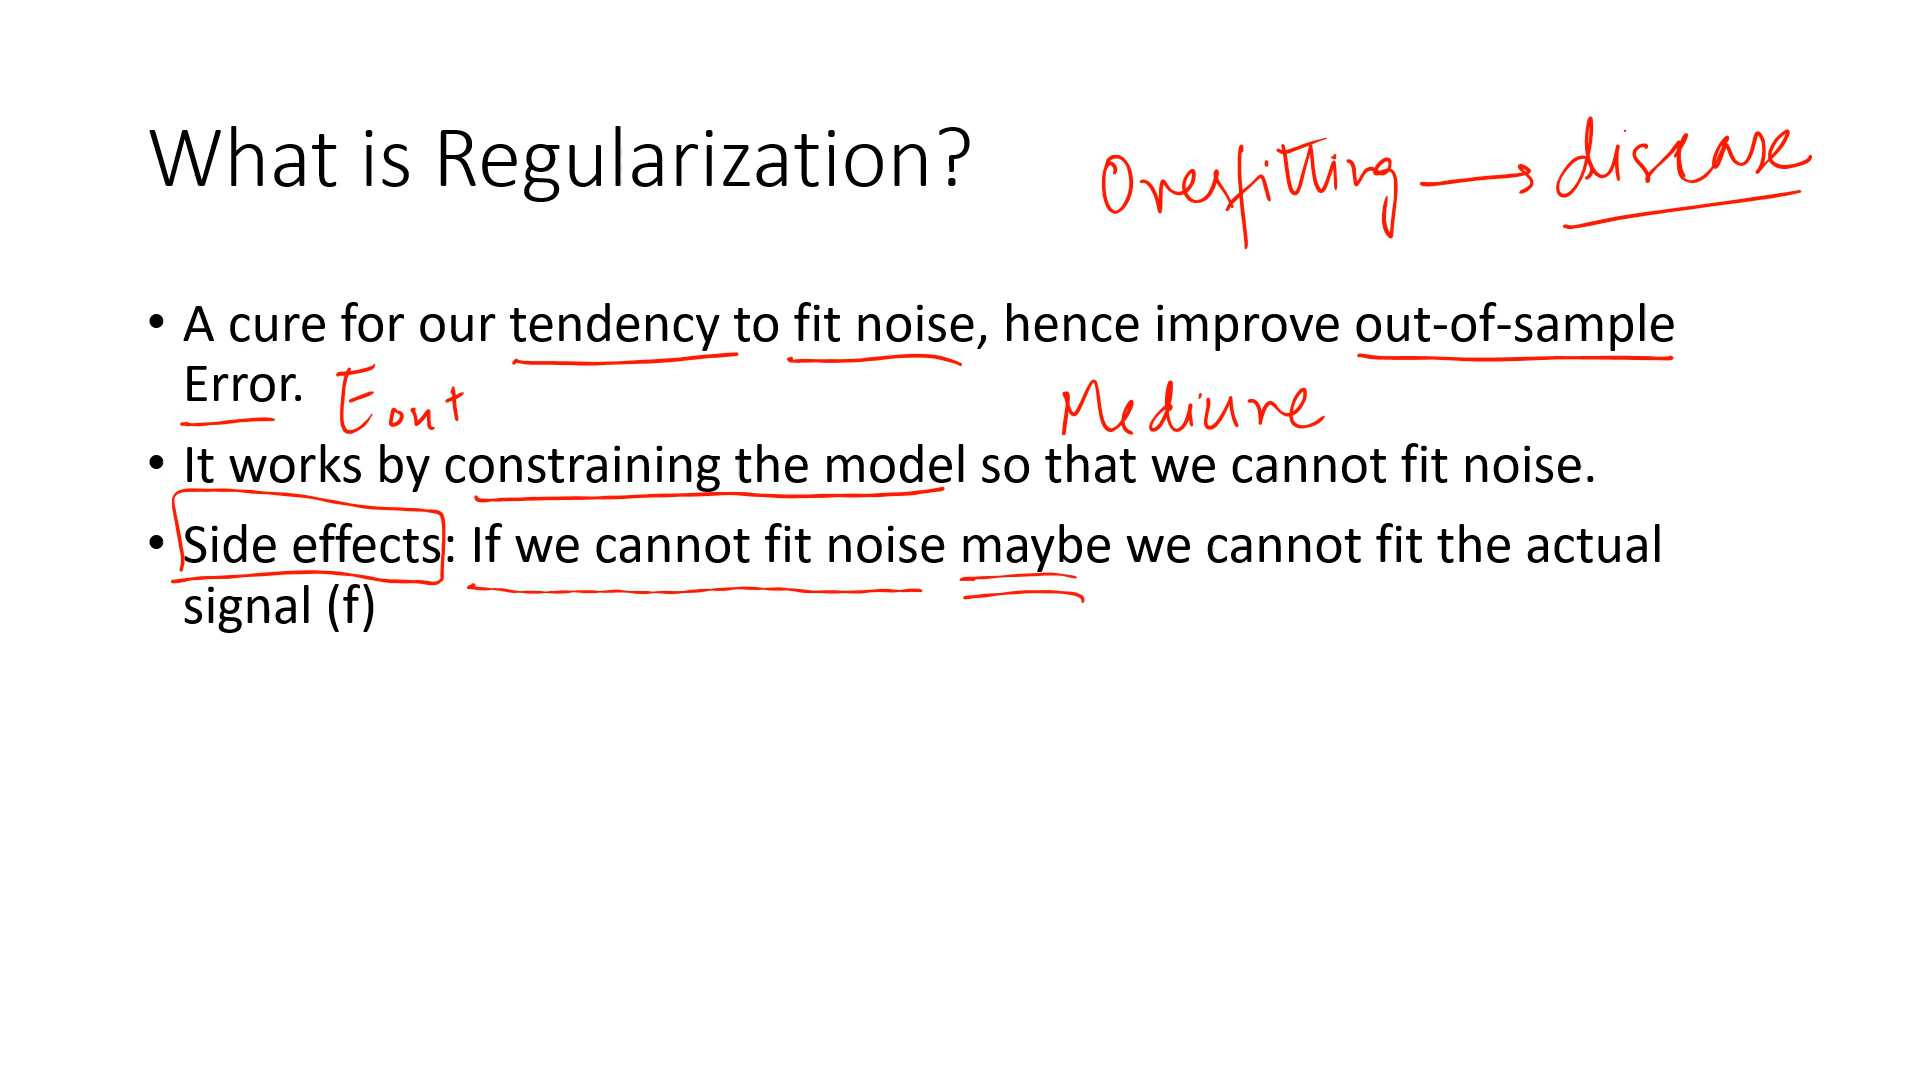 What is Regularization?
Overfitting → disease
• A cure for our tendency to fit noise, hence improve out-of-sample
Error.
Eout
Medicine
• It works by constraining the model so that we cannot fit noise.
• Side effects: If we cannot fit noise maybe we cannot fit the actual
signal (f)